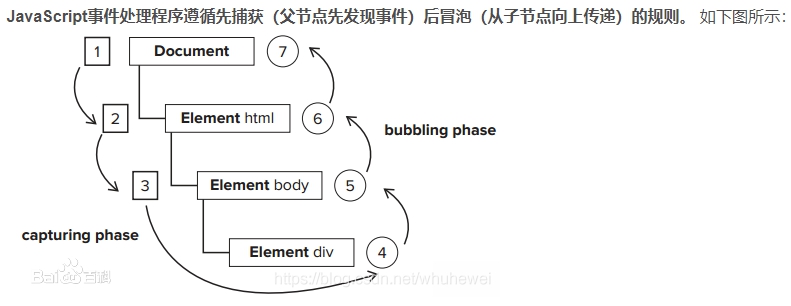 JavaScript事件处理程序遵循先捕获（父节点先发现事件）后冒泡（从子节点向上传递）的规则。 如下图所示：
1 Document 7
2 Element html 6
bubbling phase
3 Element body 5
capturing phase
Element div 4
Bai百科 https://blog.csdn.net/whuhewei